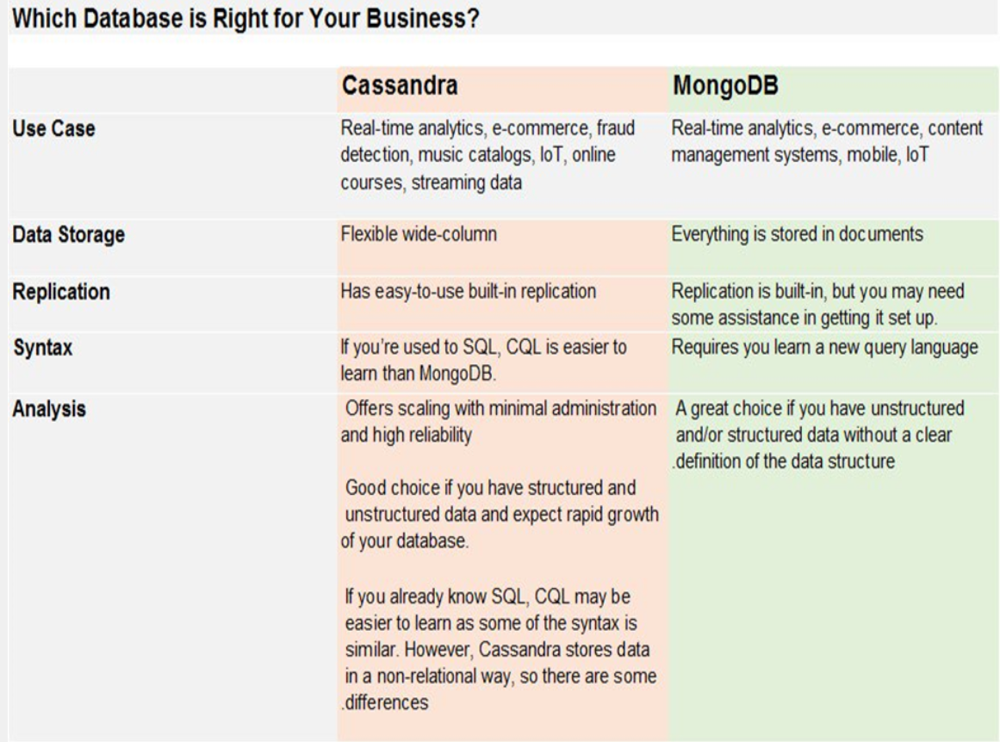 Which Database is Right for Your Business?
Cassandra
MongoDB
Use Case
Real-time analytics, e-commerce, fraud
detection, music catalogs, IoT, online
courses, streaming data
Real-time analytics, e-commerce, content
management systems, mobile, IoT
Data Storage
Flexible wide-column
Everything is stored in documents
Replication
Has easy-to-use built-in replication
Replication is built-in, but you may need
some assistance in getting it set up.
Syntax
If you’re used to SQL, CQL is easier to
learn than MongoDB.
Requires you learn a new query language
Analysis
Offers scaling with minimal administration
and high reliability
Good choice if you have structured and
unstructured data and expect rapid growth
of your database.
If you already know SQL, CQL may be
easier to learn as some of the syntax is
similar. However, Cassandra stores data
in a non-relational way, so there are some
.differences
A great choice if you have unstructured
and/or structured data without a clear
.definition of the data structure